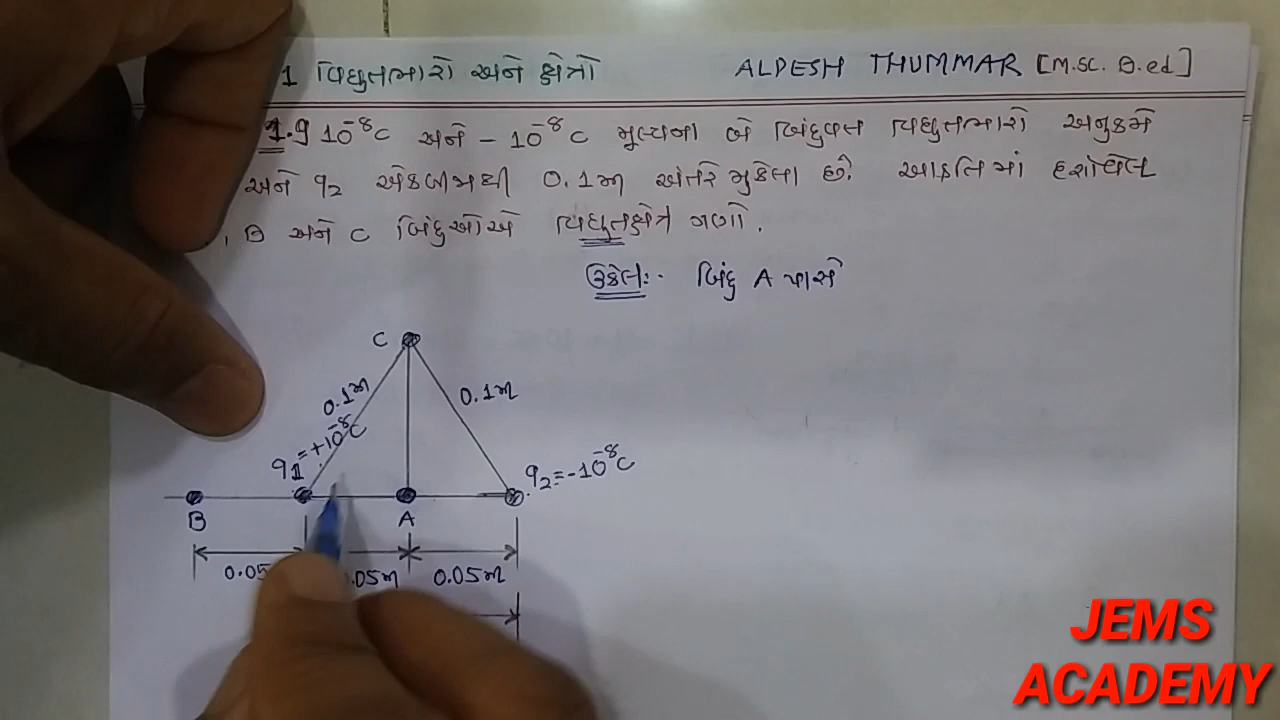 1 વિદ્યુતભારો અને ક્ષેત્રો
ALPESH THUMMAR [M.SC. B.ed]
1.9 10⁻⁸C અને -10⁻⁸C મૂલ્યના બે બિંદુવત વિદ્યુતભારો અનુક્રમે
અને q₂ એકબીજાથી 0.1m અંતરે મુકેલા છે. આકૃતિમાં દર્શાવેલ
, B અને C બિંદુઓએ વિદ્યુતક્ષેત્ર ગણો.
ઉકેલ:- બિંદુ A પાસે
C
0.1m
0.1m
q1=+10⁻⁸C
q₂=-10⁻⁸C
B
A
0.05
.05m
0.05m
JEMS
ACADEMY